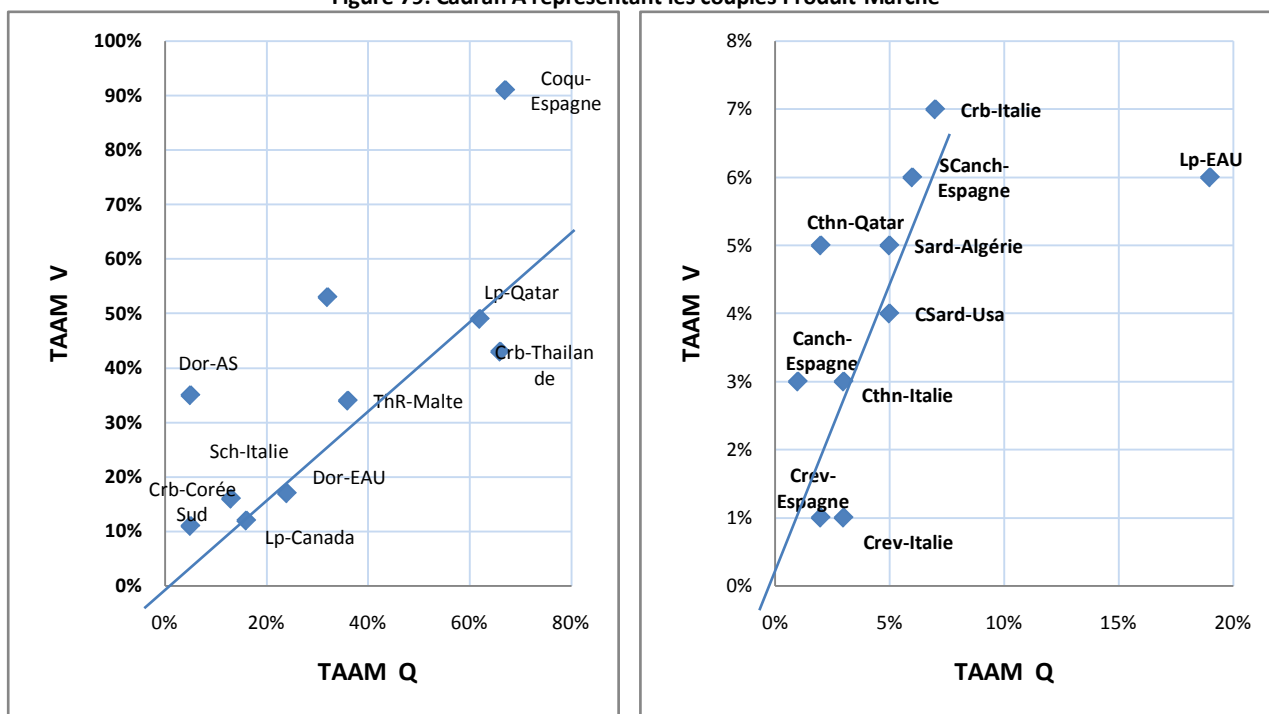 Figure 79: Cadran A représentant les couples Produit-Marché
100%
90%
80%
70%
60%
50%
40%
30%
20%
10%
0%
TAAM V
Coqu-
Espagne
Lp-Qatar
Crb-Thailan
de
Dor-AS
ThR-Malte
Sch-Italie
Dor-EAU
Crb-Corée
Sud
Lp-Canada
0%
20%
40%
60%
80%
TAAM Q
8%
7%
6%
5%
4%
3%
2%
1%
0%
TAAM V
Crb-Italie
SCanch-
Espagne
Lp-EAU
Cthn-Qatar
Sard-Algérie
CSard-Usa
Canch-
Espagne
Cthn-Italie
Crev-
Espagne
Crev-Italie
0%
5%
10%
15%
20%
TAAM Q